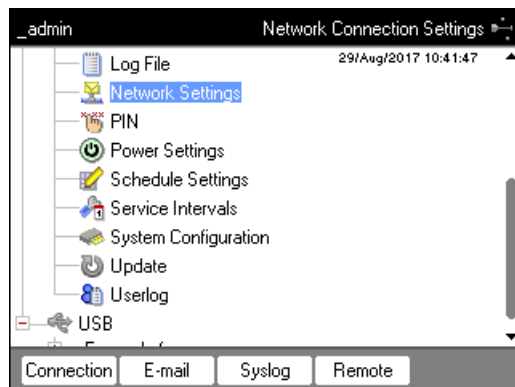 _admin Network Connection Settings
29/Aug/2017 10:41:47
Log File
Network Settings
PIN
Power Settings
Schedule Settings
Service Intervals
System Configuration
Update
Userlog
USB
Connection E-mail Syslog Remote